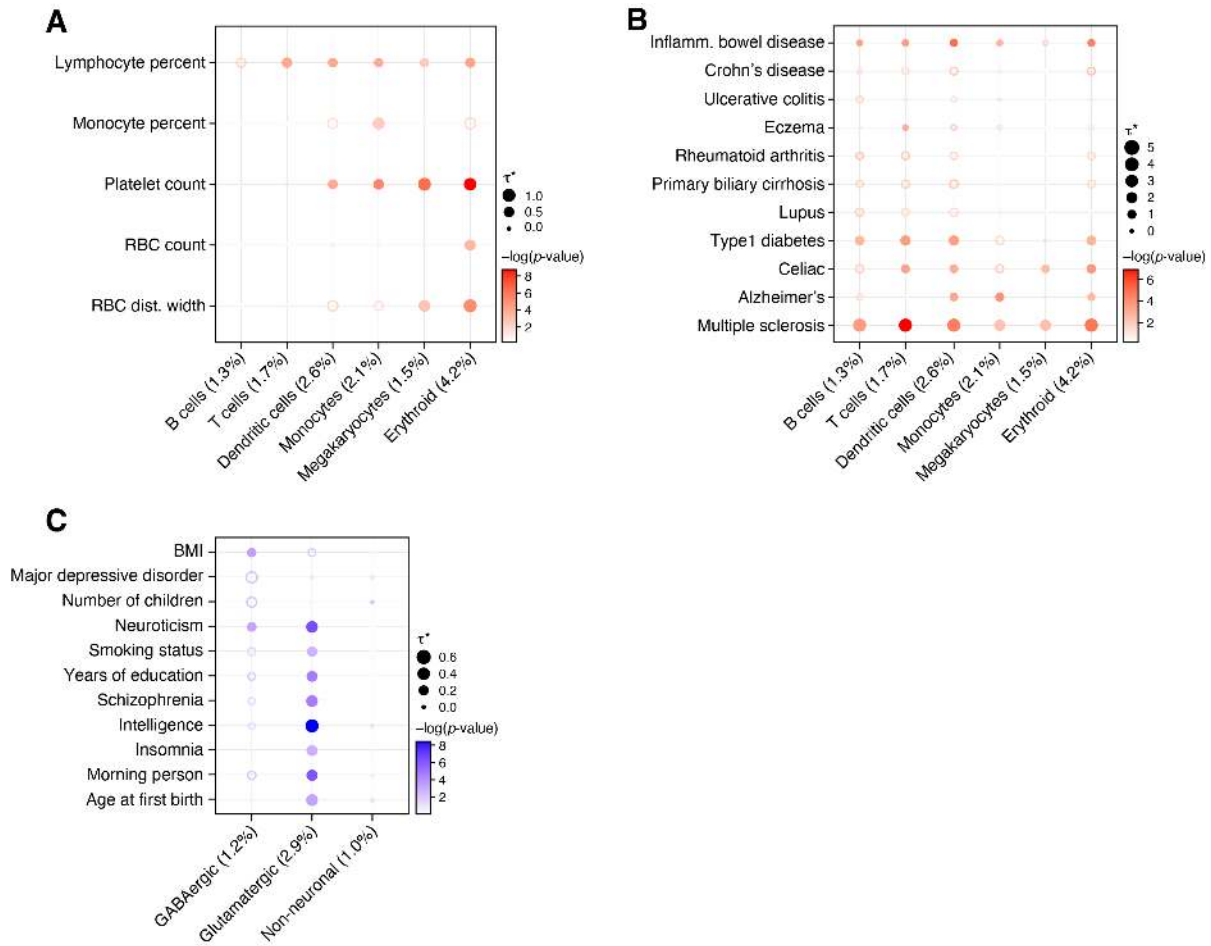 A
Lymphocyte percent
Monocyte percent
Platelet count
RBC count
RBC dist. width
B cells (1.3%)
T cells (1.7%)
Dendritic cells (2.6%)
Monocytes (2.1%)
Megakaryocytes (1.5%)
Erythroid (4.2%)
τ*
1.0
0.5
0.0
−log(p-value)
8
6
4
2
B
Inflamm. bowel disease
Crohn's disease
Ulcerative colitis
Eczema
Rheumatoid arthritis
Primary biliary cirrhosis
Lupus
Type1 diabetes
Celiac
Alzheimer's
Multiple sclerosis
B cells (1.3%)
T cells (1.7%)
Dendritic cells (2.6%)
Monocytes (2.1%)
Megakaryocytes (1.5%)
Erythroid (4.2%)
τ*
5
4
3
2
1
0
−log(p-value)
6
4
2
C
BMI
Major depressive disorder
Number of children
Neuroticism
Smoking status
Years of education
Schizophrenia
Intelligence
Insomnia
Morning person
Age at first birth
GABAergic (1.2%)
Glutamatergic (2.9%)
Non-neuronal (1.0%)
τ*
0.6
0.4
0.2
0.0
−log(p-value)
8
6
4
2